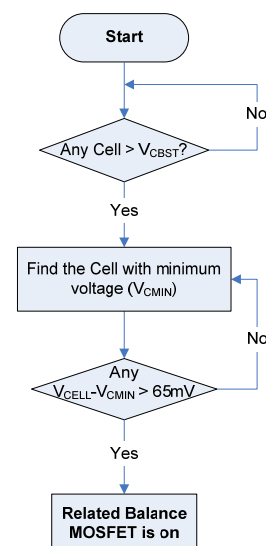 Start
No
Any Cell > VCBST?
Yes
Find the Cell with minimum
voltage (VCMIN)
No
Any
VCELL-VCMIN > 65mV
Yes
Related Balance
MOSFET is on